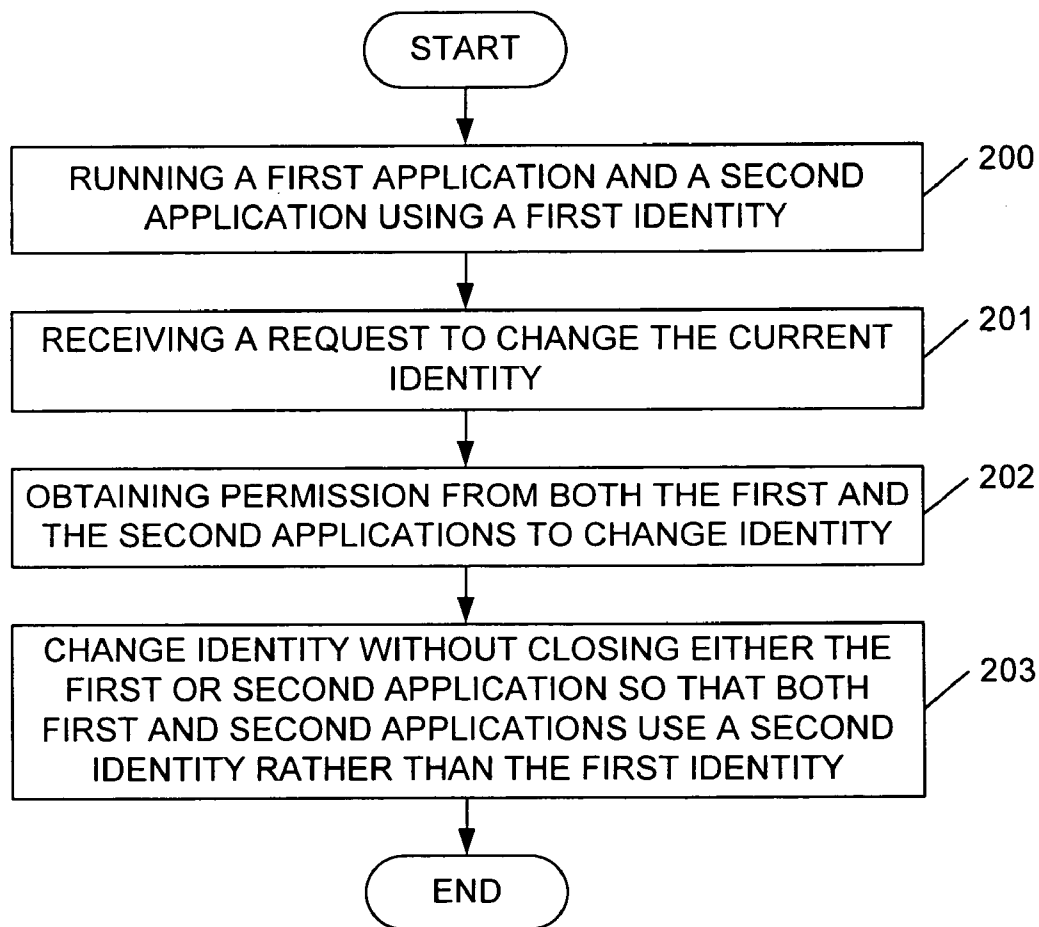 START
RUNNING A FIRST APPLICATION AND A SECOND
APPLICATION USING A FIRST IDENTITY
200
RECEIVING A REQUEST TO CHANGE THE CURRENT
IDENTITY
201
OBTAINING PERMISSION FROM BOTH THE FIRST AND
THE SECOND APPLICATIONS TO CHANGE IDENTITY
202
CHANGE IDENTITY WITHOUT CLOSING EITHER THE
FIRST OR SECOND APPLICATION SO THAT BOTH
FIRST AND SECOND APPLICATIONS USE A SECOND
IDENTITY RATHER THAN THE FIRST IDENTITY
203
END